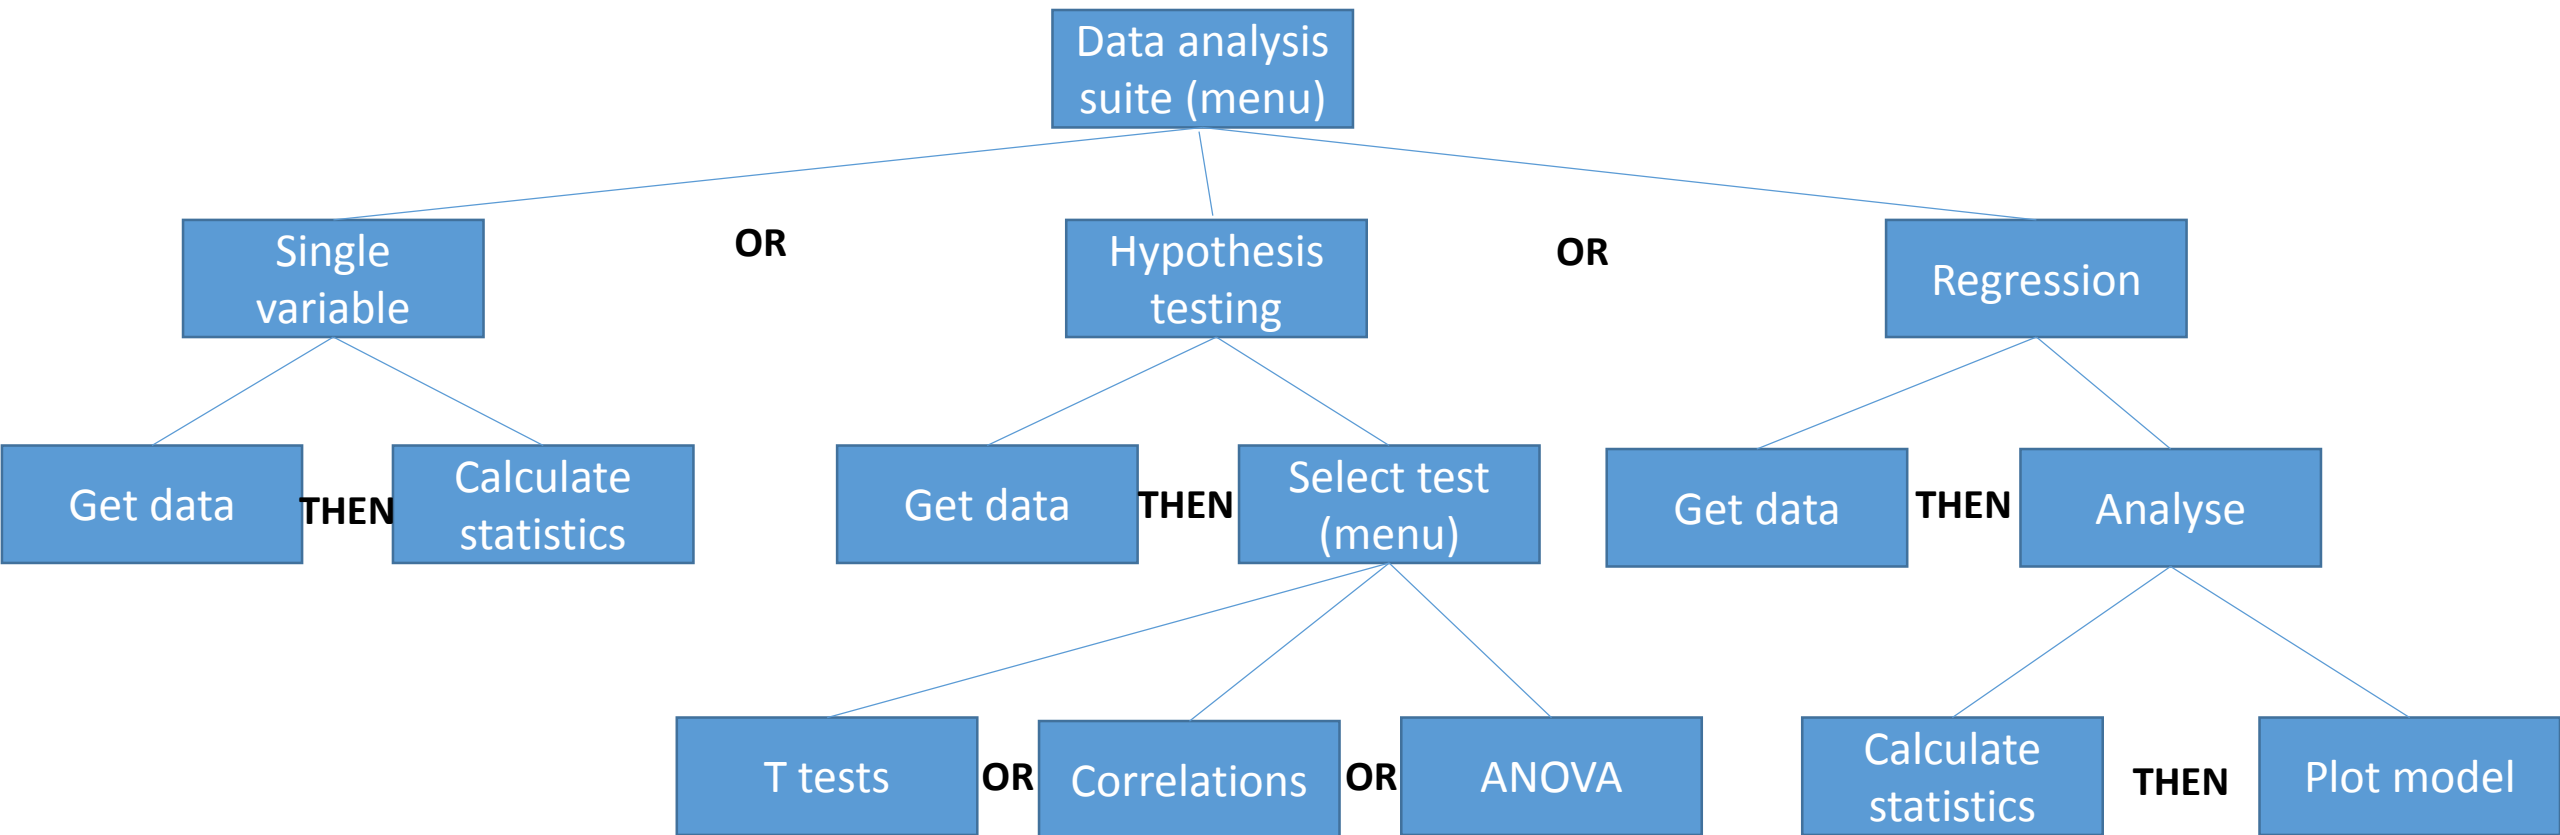 Data analysis
suite (menu)
Single
variable
OR
Hypothesis
testing
OR
Regression
Get data
THEN
Calculate
statistics
Get data
THEN
Select test
(menu)
Get data
THEN
Analyse
T tests
OR
Correlations
OR
ANOVA
Calculate
statistics
THEN
Plot model